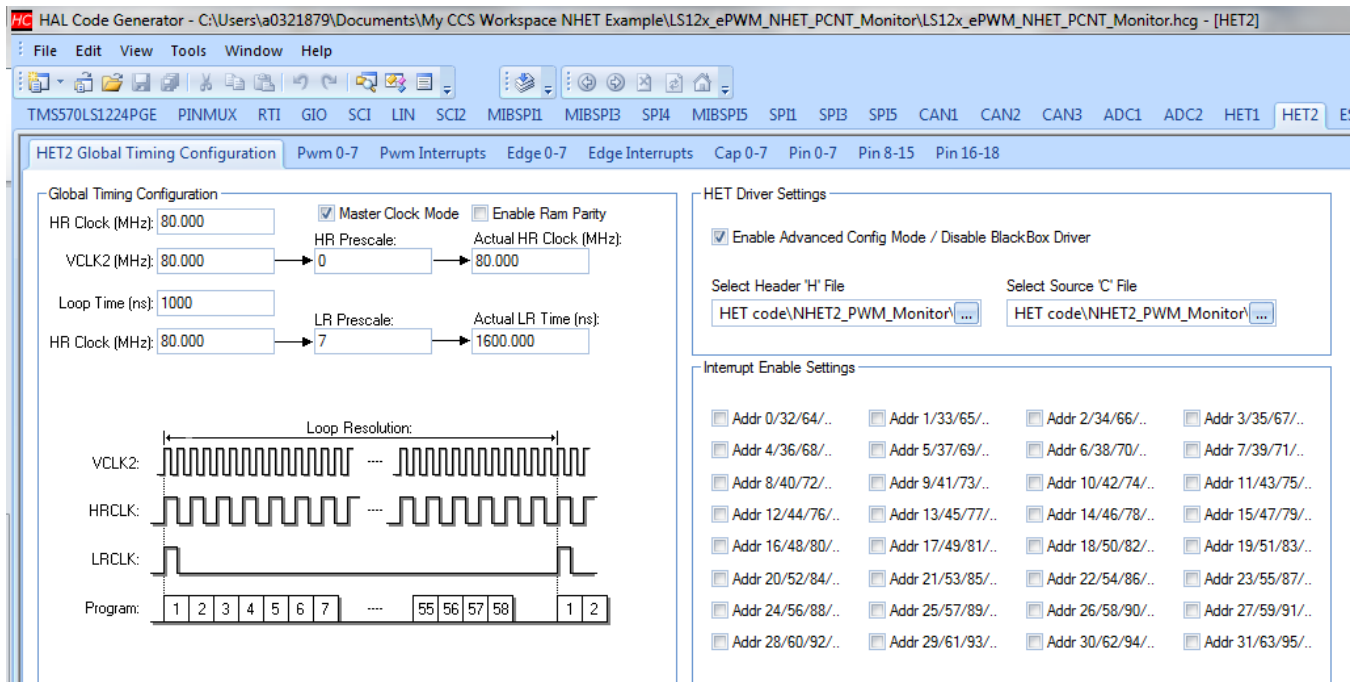 HC HAL Code Generator - C:\Users\a0321879\Documents\My CCS Workspace NHET Example\LS12x_ePWM_NHET_PCNT_Monitor\LS12x_ePWM_NHET_PCNT_Monitor.hcg - [HET2]
File Edit View Tools Window Help
TMS570LS1224PGE PINMUX RTI GIO SCI LIN SCI2 MIBSPI1 MIBSPI3 SPI4 MIBSPI5 SPI1 SPI3 SPI5 CAN1 CAN2 CAN3 ADC1 ADC2 HET1 HET2 ES
HET2 Global Timing Configuration Pwm 0-7 Pwm Interrupts Edge 0-7 Edge Interrupts Cap 0-7 Pin 0-7 Pin 8-15 Pin 16-18
Global Timing Configuration
HR Clock (MHz): 80.000 Master Clock Mode Enable Ram Parity
HR Prescale: Actual HR Clock (MHz):
VCLK2 (MHz): 80.000 0 80.000
Loop Time (ns): 1000
LR Prescale: Actual LR Time (ns):
HR Clock (MHz): 80.000 7 1600.000
Loop Resolution:
VCLK2: ----
HRCLK: ----
LRCLK:
Program: 1 2 3 4 5 6 7 ---- 55 56 57 58 1 2
HET Driver Settings
Enable Advanced Config Mode / Disable BlackBox Driver
Select Header 'H' File Select Source 'C' File
HET code\NHET2_PWM_Monitor\ ... HET code\NHET2_PWM_Monitor\ ...
Interrupt Enable Settings
Addr 0/32/64/.. Addr 1/33/65/.. Addr 2/34/66/.. Addr 3/35/67/..
Addr 4/36/68/.. Addr 5/37/69/.. Addr 6/38/70/.. Addr 7/39/71/..
Addr 8/40/72/.. Addr 9/41/73/.. Addr 10/42/74/.. Addr 11/43/75/..
Addr 12/44/76/.. Addr 13/45/77/.. Addr 14/46/78/.. Addr 15/47/79/..
Addr 16/48/80/.. Addr 17/49/81/.. Addr 18/50/82/.. Addr 19/51/83/..
Addr 20/52/84/.. Addr 21/53/85/.. Addr 22/54/86/.. Addr 23/55/87/..
Addr 24/56/88/.. Addr 25/57/89/.. Addr 26/58/90/.. Addr 27/59/91/..
Addr 28/60/92/.. Addr 29/61/93/.. Addr 30/62/94/.. Addr 31/63/95/..